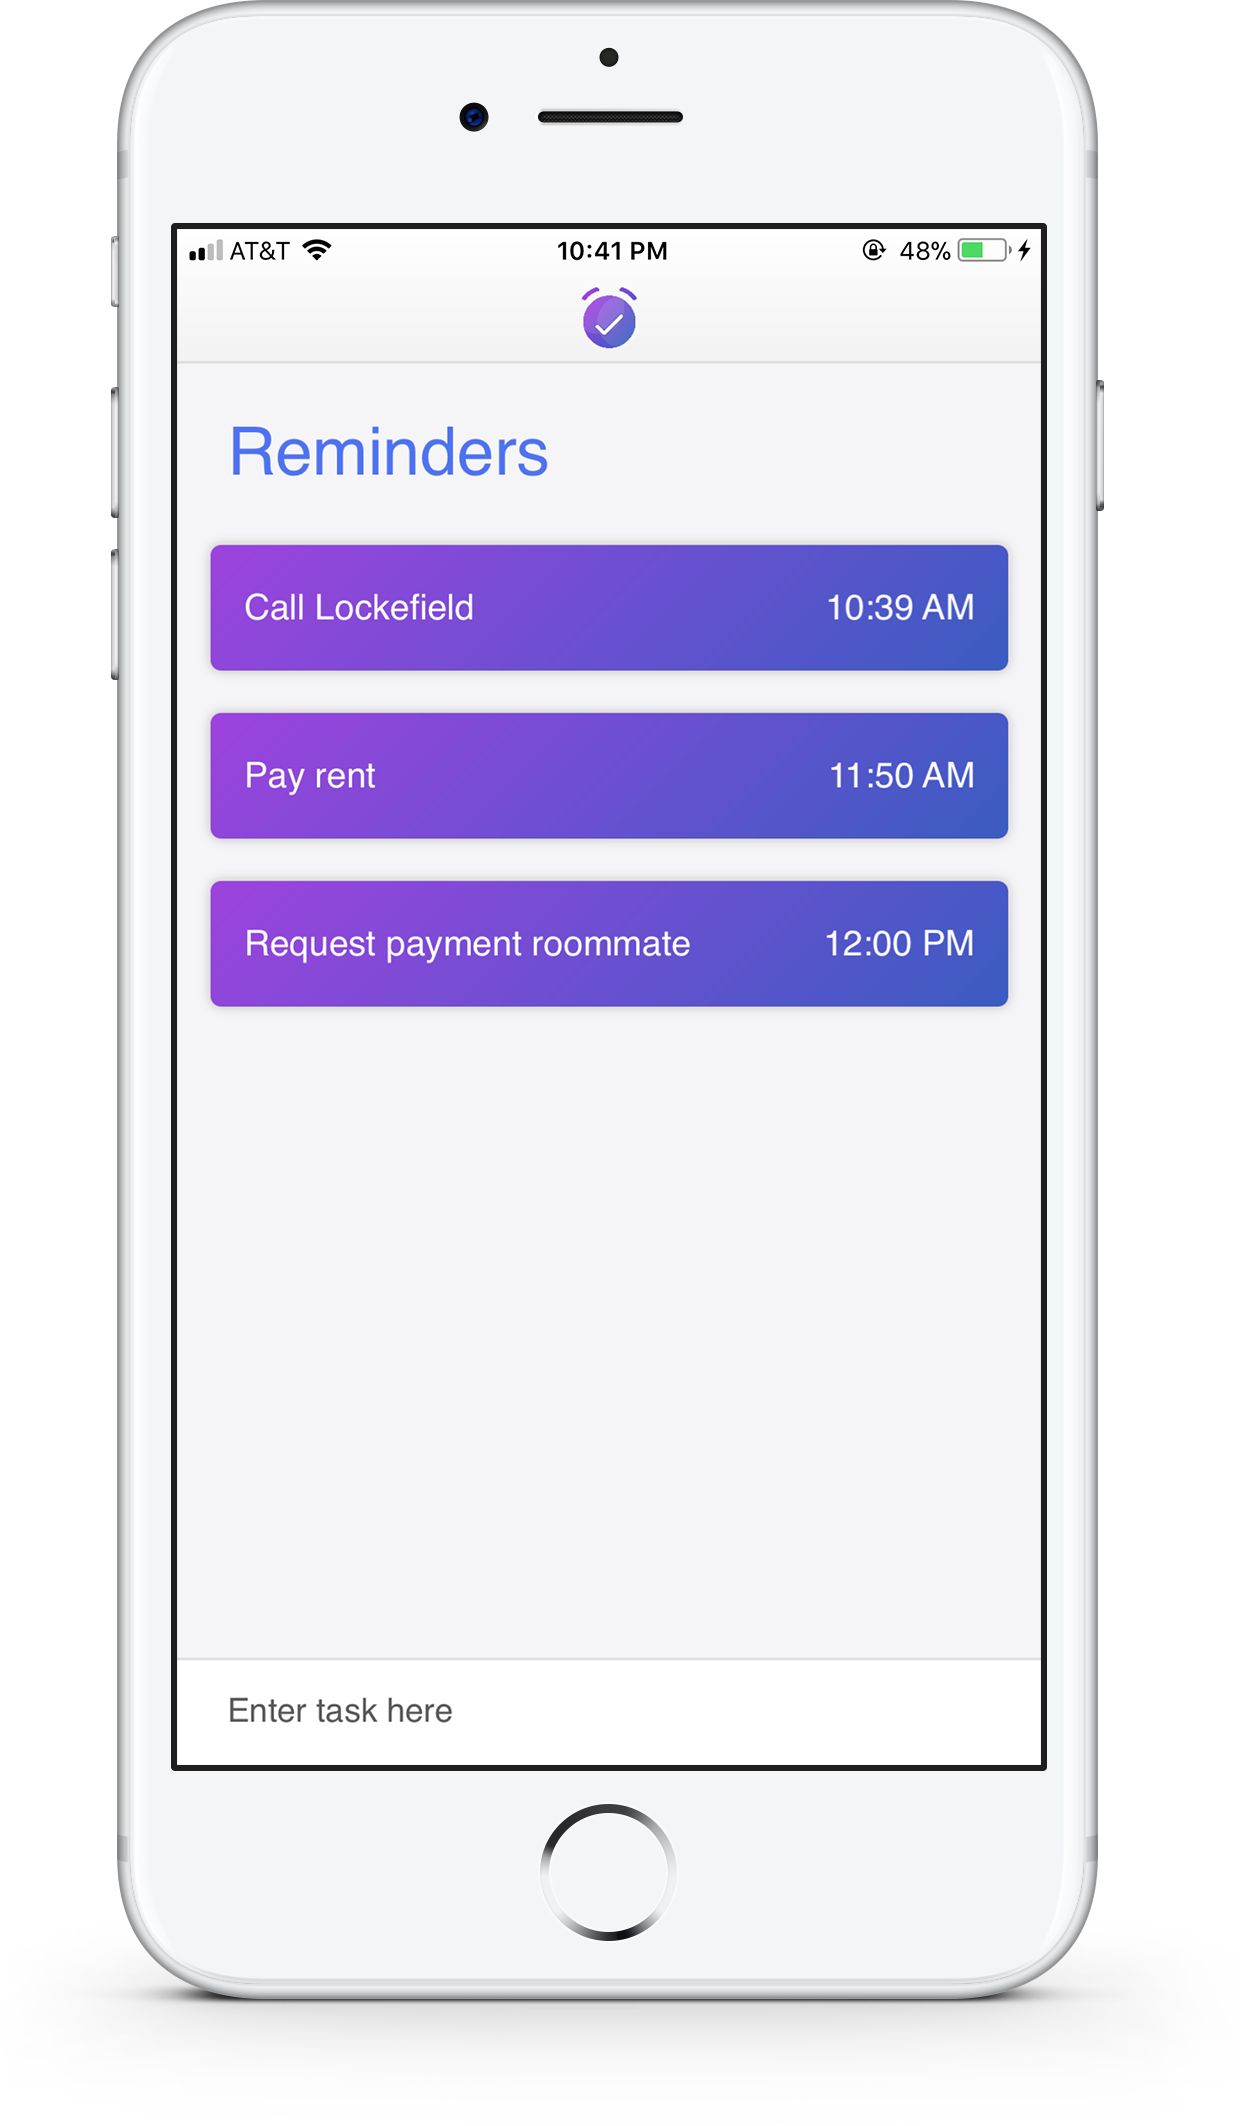 AT&T 10:41 PM 48%
Reminders
Call Lockefield 10:39 AM
Pay rent 11:50 AM
Request payment roommate 12:00 PM
Enter task here